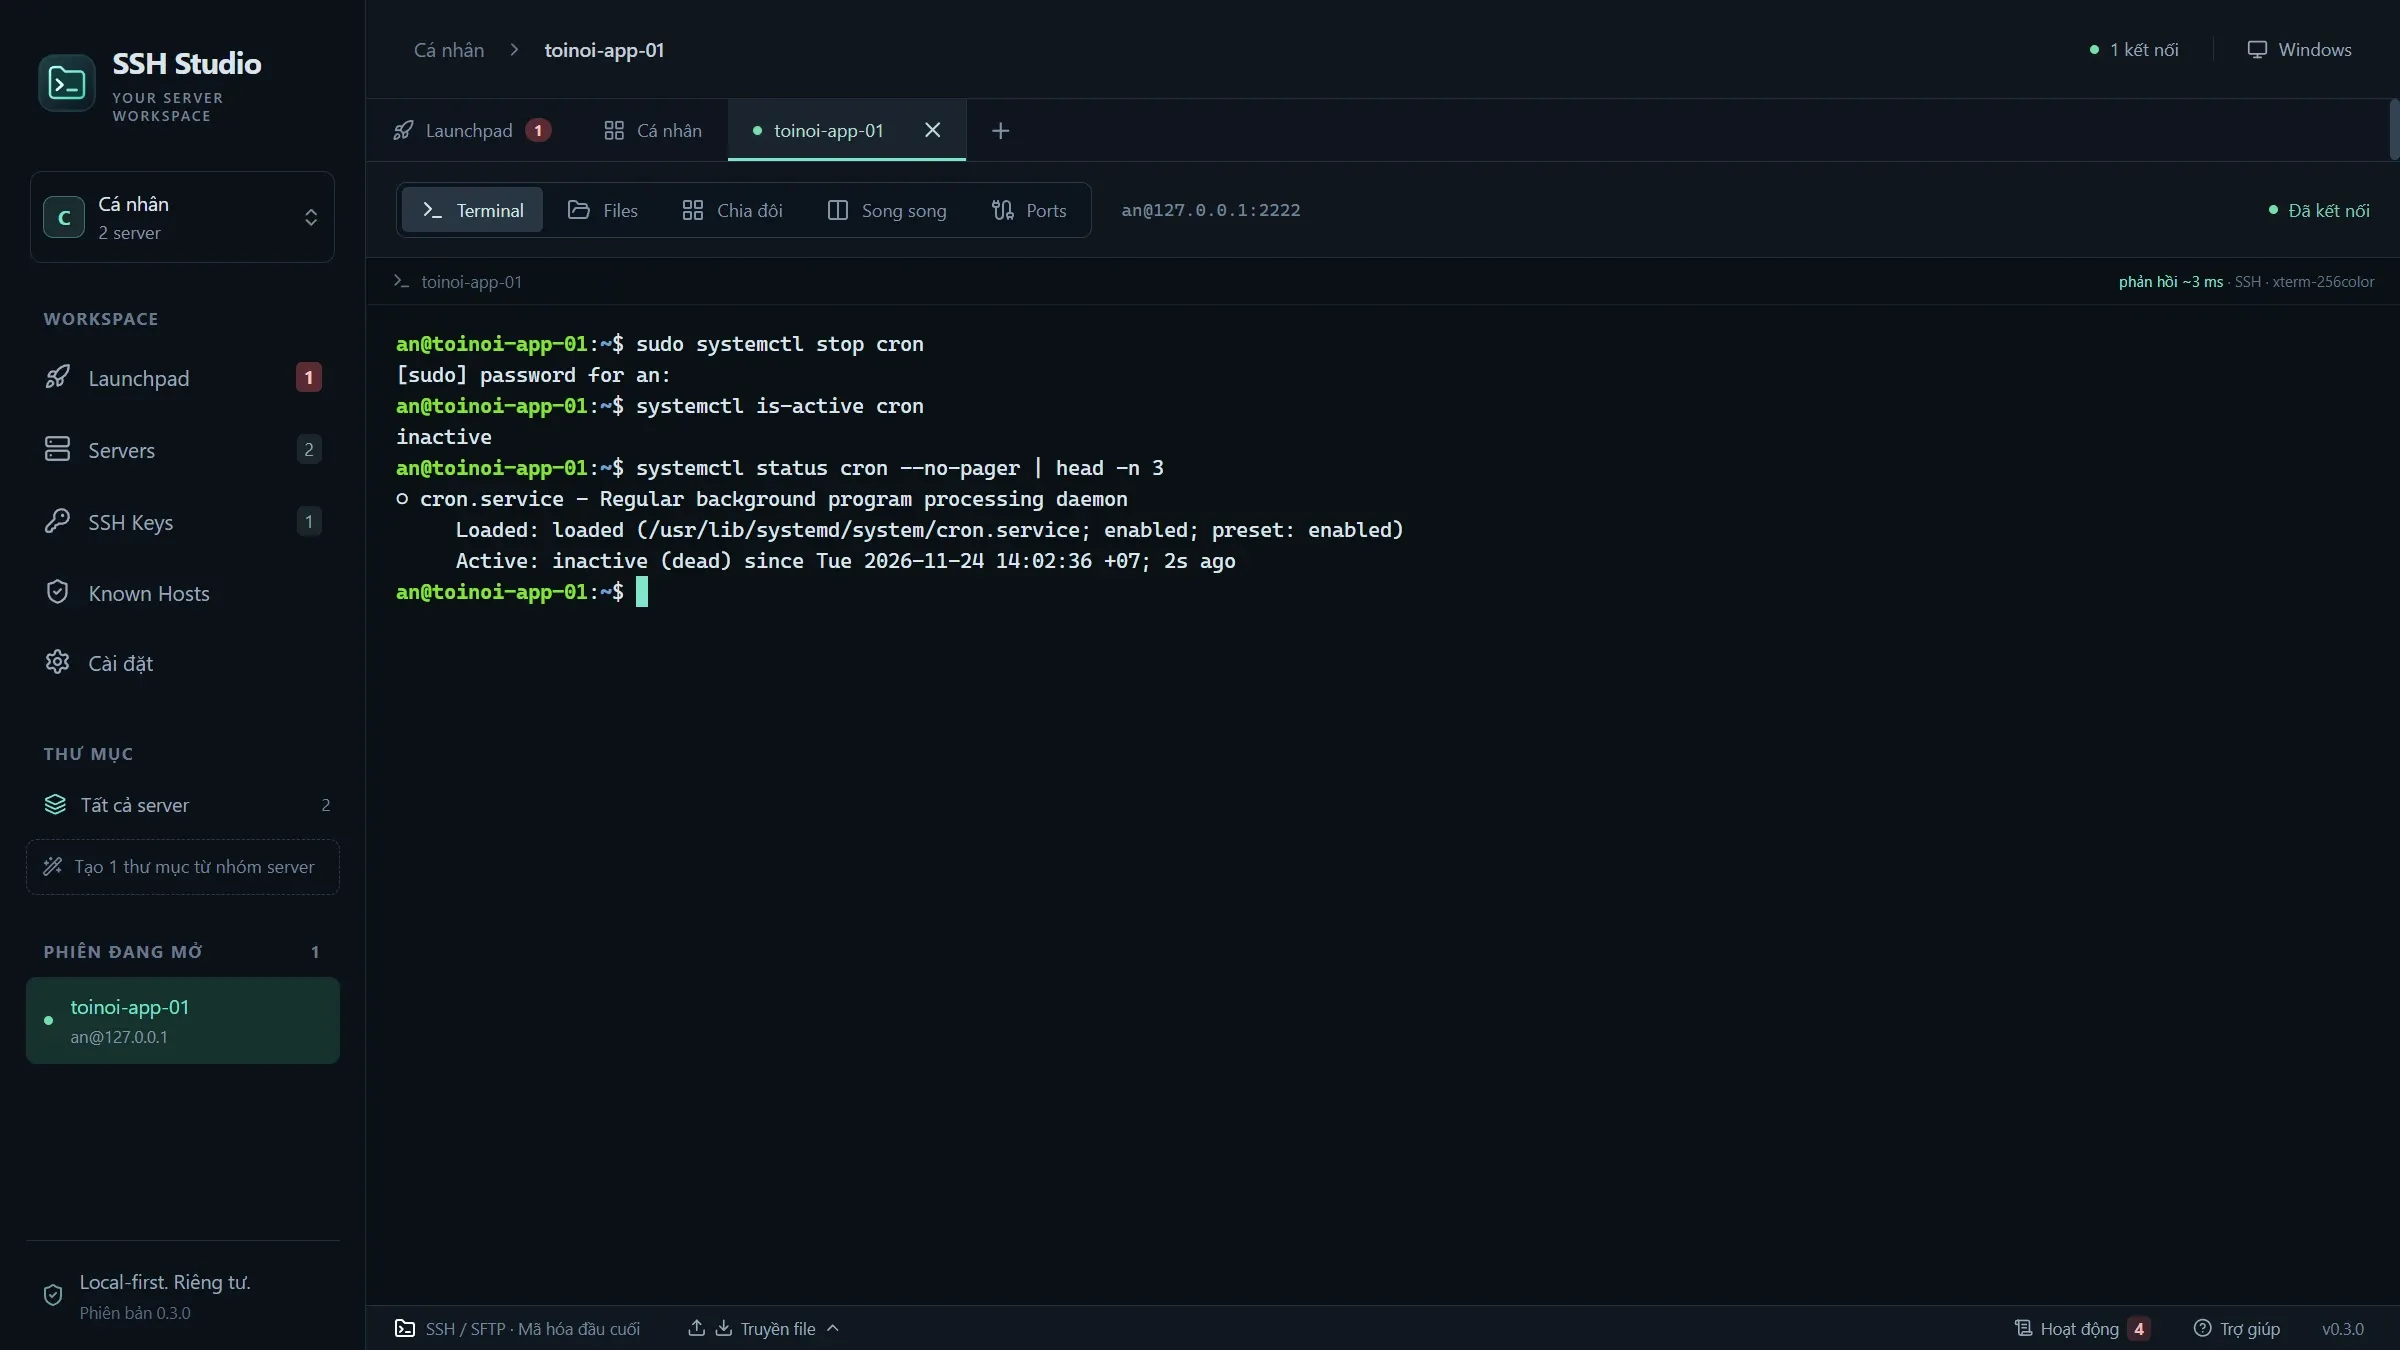 SSH Studio
YOUR SERVER
WORKSPACE
C
Cá nhân
2 server
WORKSPACE
Launchpad 1
Servers 2
SSH Keys 1
Known Hosts
Cài đặt
THƯ MỤC
Tất cả server 2
Tạo 1 thư mục từ nhóm server
PHIÊN ĐANG MỞ 1
toinoi-app-01
an@127.0.0.1
Local-first. Riêng tư.
Phiên bản 0.3.0
Cá nhân > toinoi-app-01
1 kết nối
Windows
Launchpad 1
Cá nhân
toinoi-app-01
Terminal
Files
Chia đôi
Song song
Ports
an@127.0.0.1:2222
Đã kết nối
toinoi-app-01
phản hồi ~3 ms · SSH · xterm-256color
an@toinoi-app-01:~$ sudo systemctl stop cron
[sudo] password for an:
an@toinoi-app-01:~$ systemctl is-active cron
inactive
an@toinoi-app-01:~$ systemctl status cron --no-pager | head -n 3
○ cron.service - Regular background program processing daemon
     Loaded: loaded (/usr/lib/systemd/system/cron.service; enabled; preset: enabled)
     Active: inactive (dead) since Tue 2026-11-24 14:02:36 +07; 2s ago
an@toinoi-app-01:~$
SSH / SFTP · Mã hóa đầu cuối
Truyền file
Hoạt động 4
Trợ giúp
v0.3.0